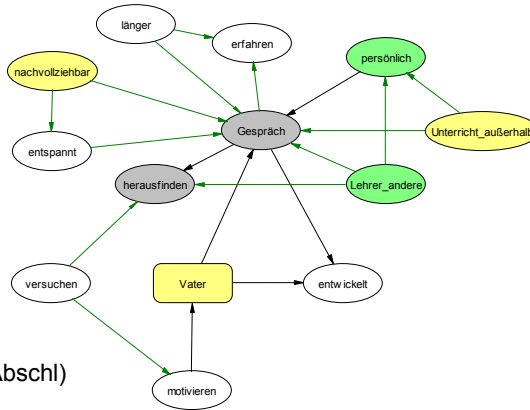 länger
erfahren
persönlich
nachvollziehbar
Gespräch
Unterricht_außerhalb
entspannt
herausfinden
Lehrer_andere
versuchen
Vater
entwickelt
Abschl)
motivieren